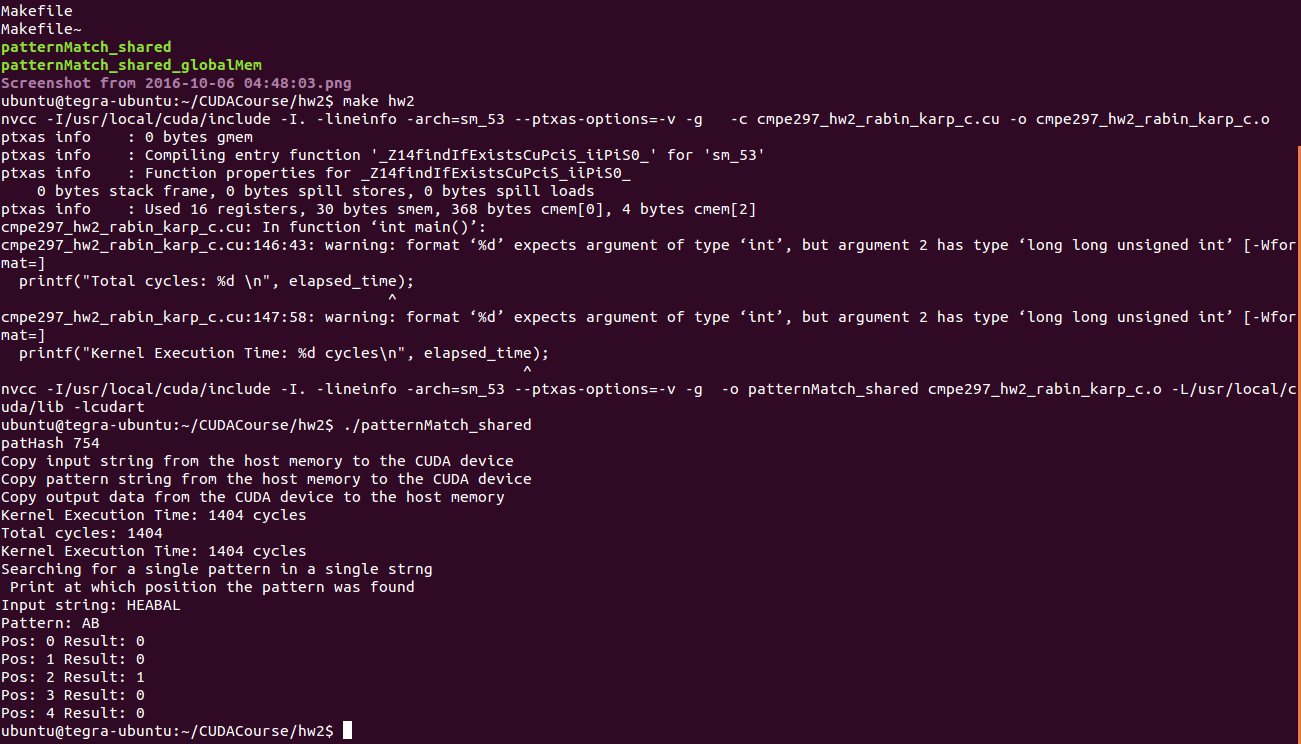 Makefile
Makefile~
patternMatch_shared
patternMatch_shared_globalMem
Screenshot from 2016-10-06 04:48:03.png
ubuntu@tegra-ubuntu:~/CUDACourse/hw2$ make hw2
nvcc -I/usr/local/cuda/include -I. -lineinfo -arch=sm_53 --ptxas-options=-v -g   -c cmpe297_hw2_rabin_karp_c.cu -o cmpe297_hw2_rabin_karp_c.o
ptxas info    : 0 bytes gmem
ptxas info    : Compiling entry function '_Z14findIfExistsCuPciS_iiPiS0_' for 'sm_53'
ptxas info    : Function properties for _Z14findIfExistsCuPciS_iiPiS0_
    0 bytes stack frame, 0 bytes spill stores, 0 bytes spill loads
ptxas info    : Used 16 registers, 30 bytes smem, 368 bytes cmem[0], 4 bytes cmem[2]
cmpe297_hw2_rabin_karp_c.cu: In function ‘int main()’:
cmpe297_hw2_rabin_karp_c.cu:146:43: warning: format ‘%d’ expects argument of type ‘int’, but argument 2 has type ‘long long unsigned int’ [-Wfor
mat=]
  printf("Total cycles: %d \n", elapsed_time);
                                           ^
cmpe297_hw2_rabin_karp_c.cu:147:58: warning: format ‘%d’ expects argument of type ‘int’, but argument 2 has type ‘long long unsigned int’ [-Wfor
mat=]
  printf("Kernel Execution Time: %d cycles\n", elapsed_time);
                                                          ^
nvcc -I/usr/local/cuda/include -I. -lineinfo -arch=sm_53 --ptxas-options=-v -g  -o patternMatch_shared cmpe297_hw2_rabin_karp_c.o -L/usr/local/c
uda/lib -lcudart
ubuntu@tegra-ubuntu:~/CUDACourse/hw2$ ./patternMatch_shared
patHash 754
Copy input string from the host memory to the CUDA device
Copy pattern string from the host memory to the CUDA device
Copy output data from the CUDA device to the host memory
Kernel Execution Time: 1404 cycles
Total cycles: 1404
Kernel Execution Time: 1404 cycles
Searching for a single pattern in a single strng
 Print at which position the pattern was found
Input string: HEABAL
Pattern: AB
Pos: 0 Result: 0
Pos: 1 Result: 0
Pos: 2 Result: 1
Pos: 3 Result: 0
Pos: 4 Result: 0
ubuntu@tegra-ubuntu:~/CUDACourse/hw2$